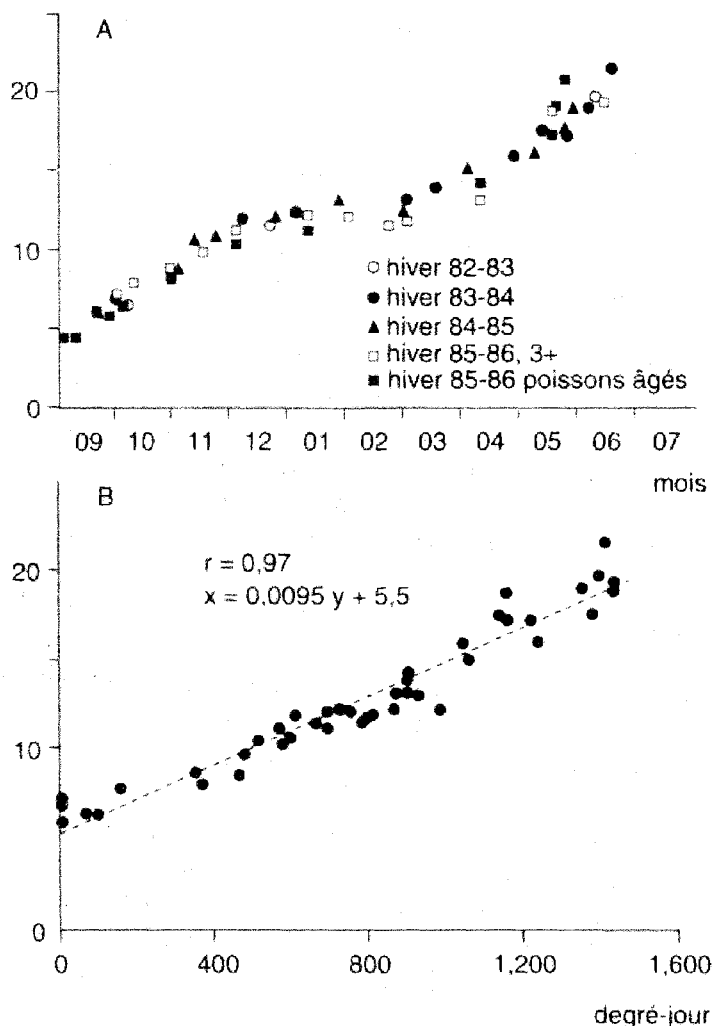 A
20
10
0
hiver 82-83
hiver 83-84
hiver 84-85
hiver 85-86, 3+
hiver 85-86 poissons âgés
09 10 11 12 01 02 03 04 05 06 07
mois
B
r = 0,97
x = 0,0095 y + 5,5
20
10
0
0 400 800 1,200 1,600
degré-jour